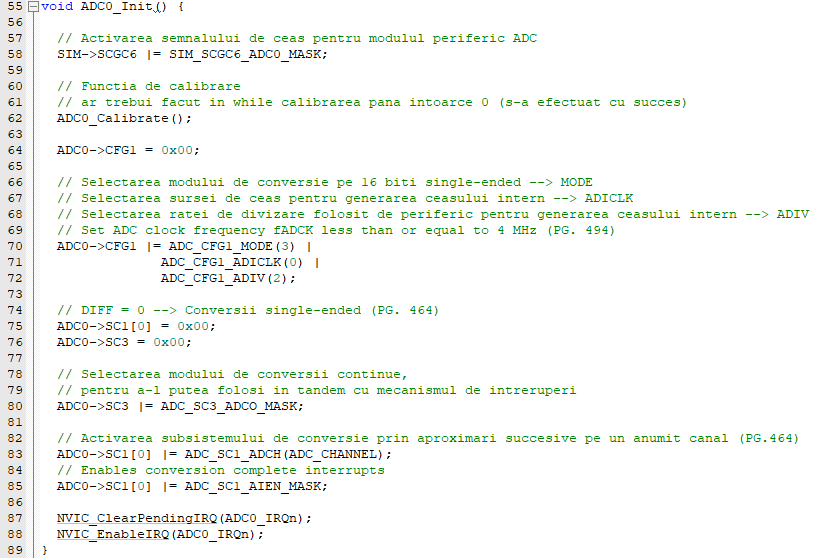 55 void ADC0_Init() {
56
57 // Activarea semnalului de ceas pentru modulul periferic ADC
58 SIM->SCGC6 |= SIM_SCGC6_ADC0_MASK;
59
60 // Functia de calibrare
61 // ar trebui facut in while calibrarea pana intoarce 0 (s-a efectuat cu succes)
62 ADC0_Calibrate();
63
64 ADC0->CFG1 = 0x00;
65
66 // Selectarea modului de conversie pe 16 biti single-ended --> MODE
67 // Selectarea sursei de ceas pentru generarea ceasului intern --> ADICLK
68 // Selectarea ratei de divizare folosit de periferic pentru generarea ceasului intern --> ADIV
69 // Set ADC clock frequency fADCK less than or equal to 4 MHz (PG. 494)
70 ADC0->CFG1 |= ADC_CFG1_MODE(3) |
71 ADC_CFG1_ADICLK(0) |
72 ADC_CFG1_ADIV(2);
73
74 // DIFF = 0 --> Conversii single-ended (PG. 464)
75 ADC0->SC1[0] = 0x00;
76 ADC0->SC3 = 0x00;
77
78 // Selectarea modului de conversii continue,
79 // pentru a-l putea folosi in tandem cu mecanismul de intreruperi
80 ADC0->SC3 |= ADC_SC3_ADCO_MASK;
81
82 // Activarea subsistemului de conversie prin aproximari succesive pe un anumit canal (PG.464)
83 ADC0->SC1[0] |= ADC_SC1_ADCH(ADC_CHANNEL);
84 // Enables conversion complete interrupts
85 ADC0->SC1[0] |= ADC_SC1_AIEN_MASK;
86
87 NVIC_ClearPendingIRQ(ADC0_IRQn);
88 NVIC_EnableIRQ(ADC0_IRQn);
89 }